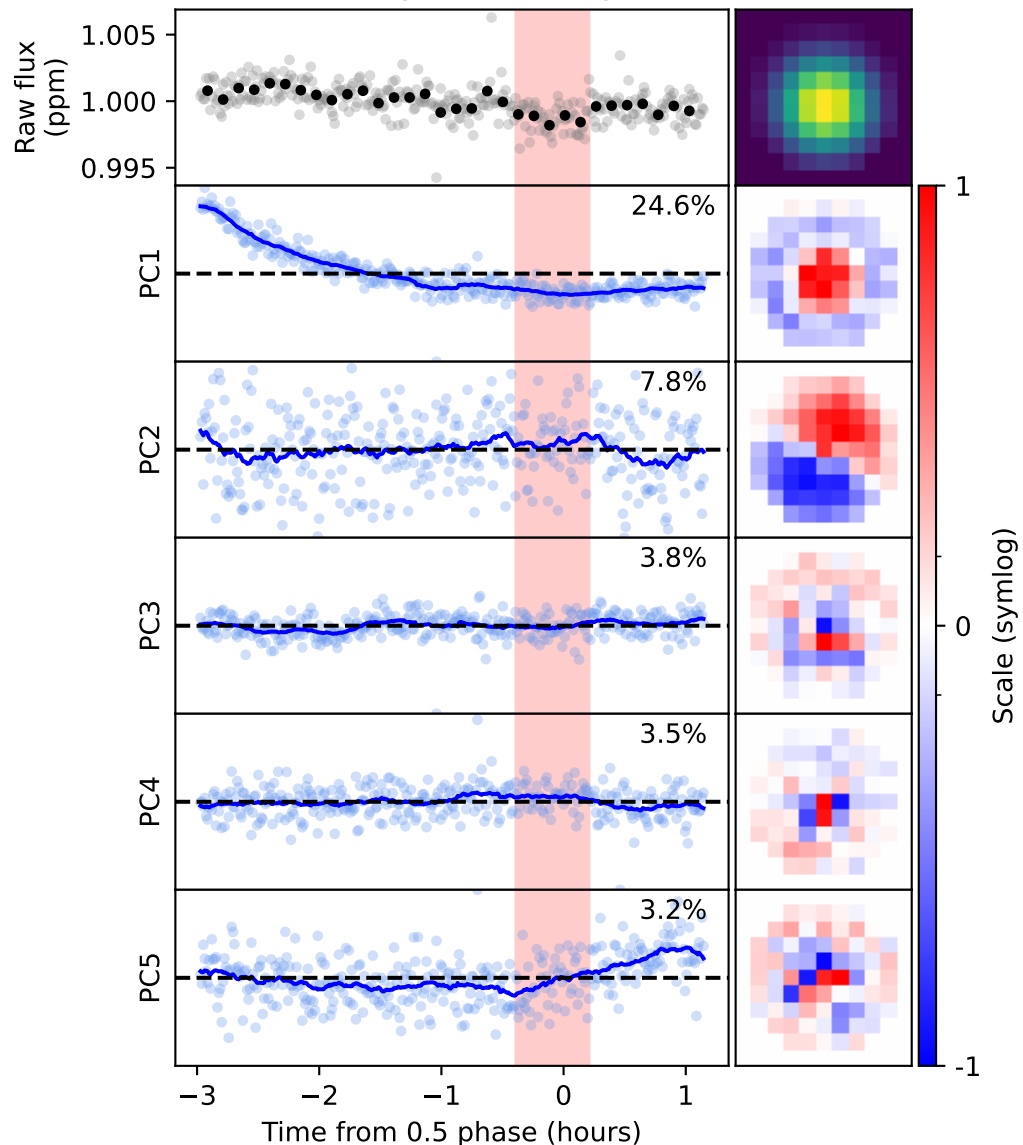 Raw flux
(ppm)
1.005
1.000
0.995
PC1
24.6%
PC2
7.8%
PC3
3.8%
PC4
3.5%
PC5
3.2%
−3
−2
−1
0
1
Time from 0.5 phase (hours)
1
0
-1
Scale (symlog)